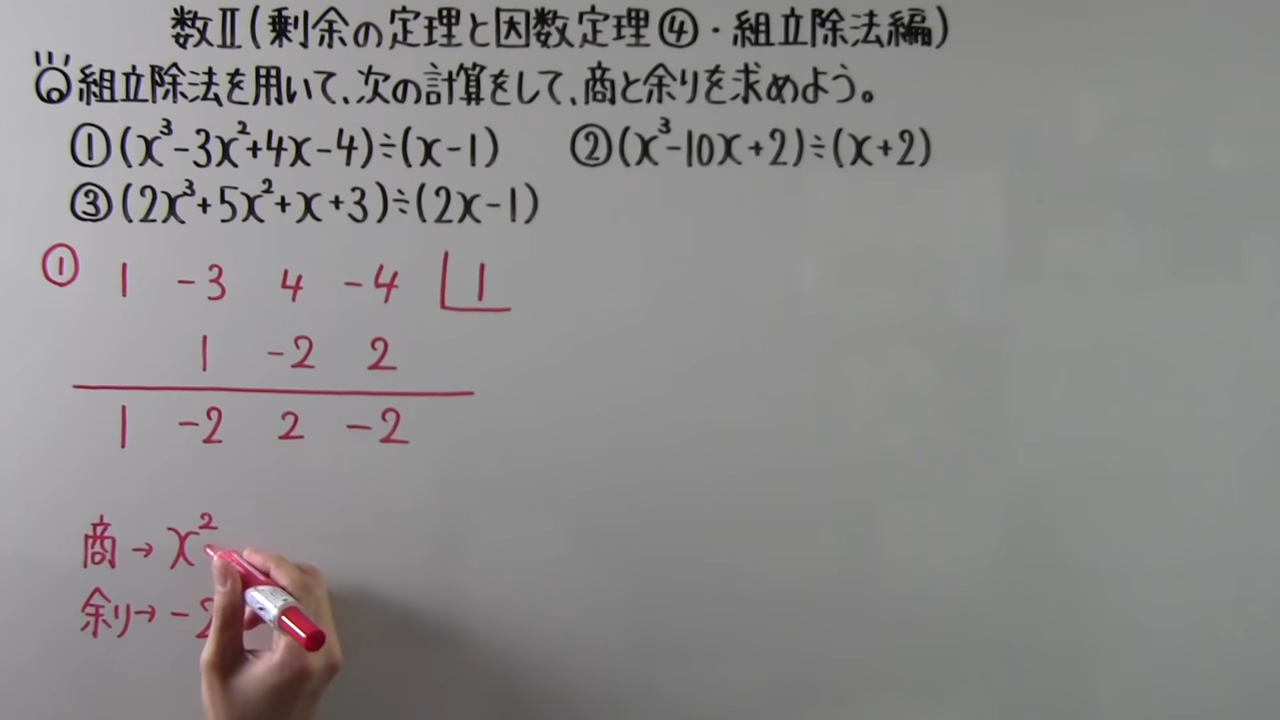 数Ⅱ(剰余の定理と因数定理④・組立除法編)
組立除法を用いて、次の計算をして、商と余りを求めよう。
①(x³-3x²+4x-4)÷(x-1) ②(x³-10x+2)÷(x+2)
③(2x³+5x²+x+3)÷(2x-1)
① 1 -3 4 -4 1
1 -2 2
1 -2 2 -2
商→x²
余り→-2